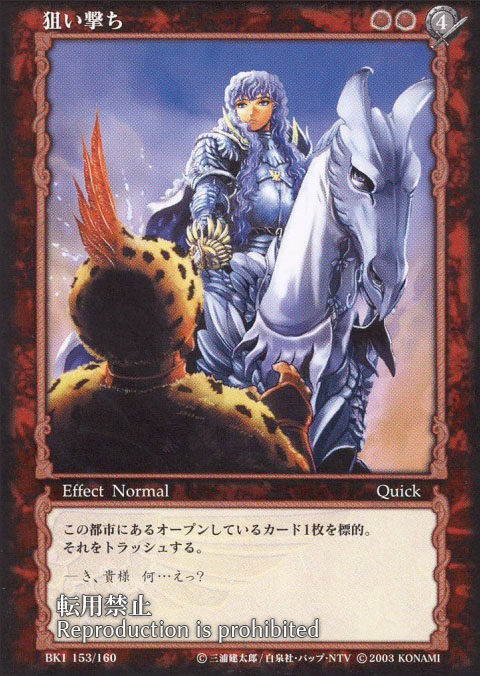 狙い撃ち
4
Effect Normal Quick
この都市にあるオープンしているカード1枚を標的。
それをトラッシュする。
―き、貴様 何…えっ?
転用禁止
Reproduction is prohibited
BK1 153/160 ©三浦建太郎/白泉社・バップ・NTV ©2003 KONAMI